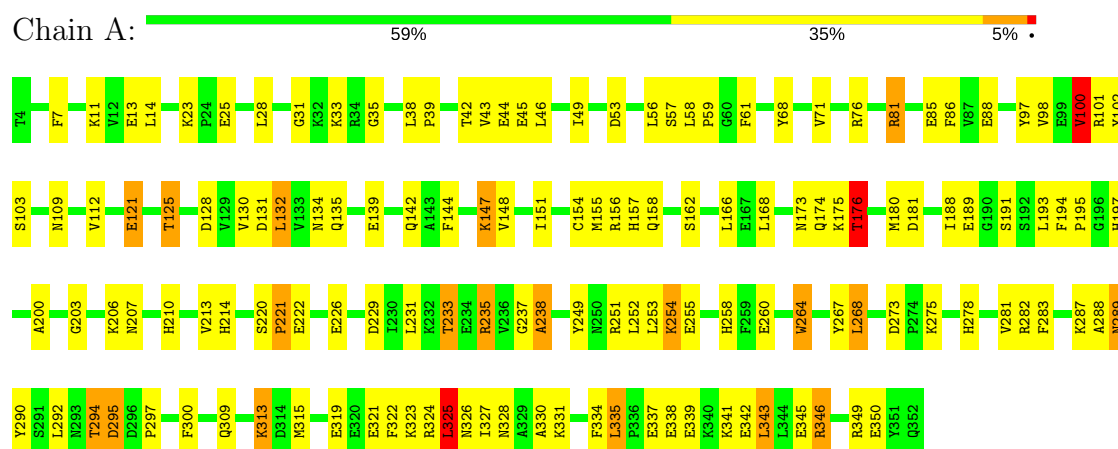 Chain A:
59% 35% 5% •
T4 F7 K11 V12 E13 L14 K23 P24 E25 L28 G31 K32 K33 R34 G35 L38 P39 T42 V43 E44 E45 L46 I49 D53 L56 S57 L58 P59 G60 F61 Y68 V71 R76 R81 E85 F86 V87 E88 Y97 V98 E99 V100 R101 Y102
S103 N109 V112 E121 T125 D128 V129 V130 D131 L132 V133 N134 Q135 E139 Q142 A143 F144 K147 V148 I151 C154 M155 R156 H157 Q158 S162 L166 E167 L168 N173 Q174 K175 T176 M180 D181 I188 E189 G190 S191 S192 L193 F194 P195 G196 H197
A200 G203 K206 N207 H210 V213 H214 S220 P221 E222 E226 D229 I230 L231 K232 T233 E234 R235 V236 G237 A238 Y249 N250 R251 L252 L253 K254 E255 H258 F259 E260 W264 Y267 L268 D273 P274 K275 H278 V281 R282 F283 K287 A288 N289
Y290 S291 L292 N293 T294 D295 D296 P297 F300 Q309 K313 D314 M315 E319 E320 E321 F322 K323 R324 L325 N326 I327 N328 A329 A330 K331 F334 L335 P336 E337 E338 E339 K340 K341 E342 L343 L344 E345 R346 R349 E350 Y351 Q352